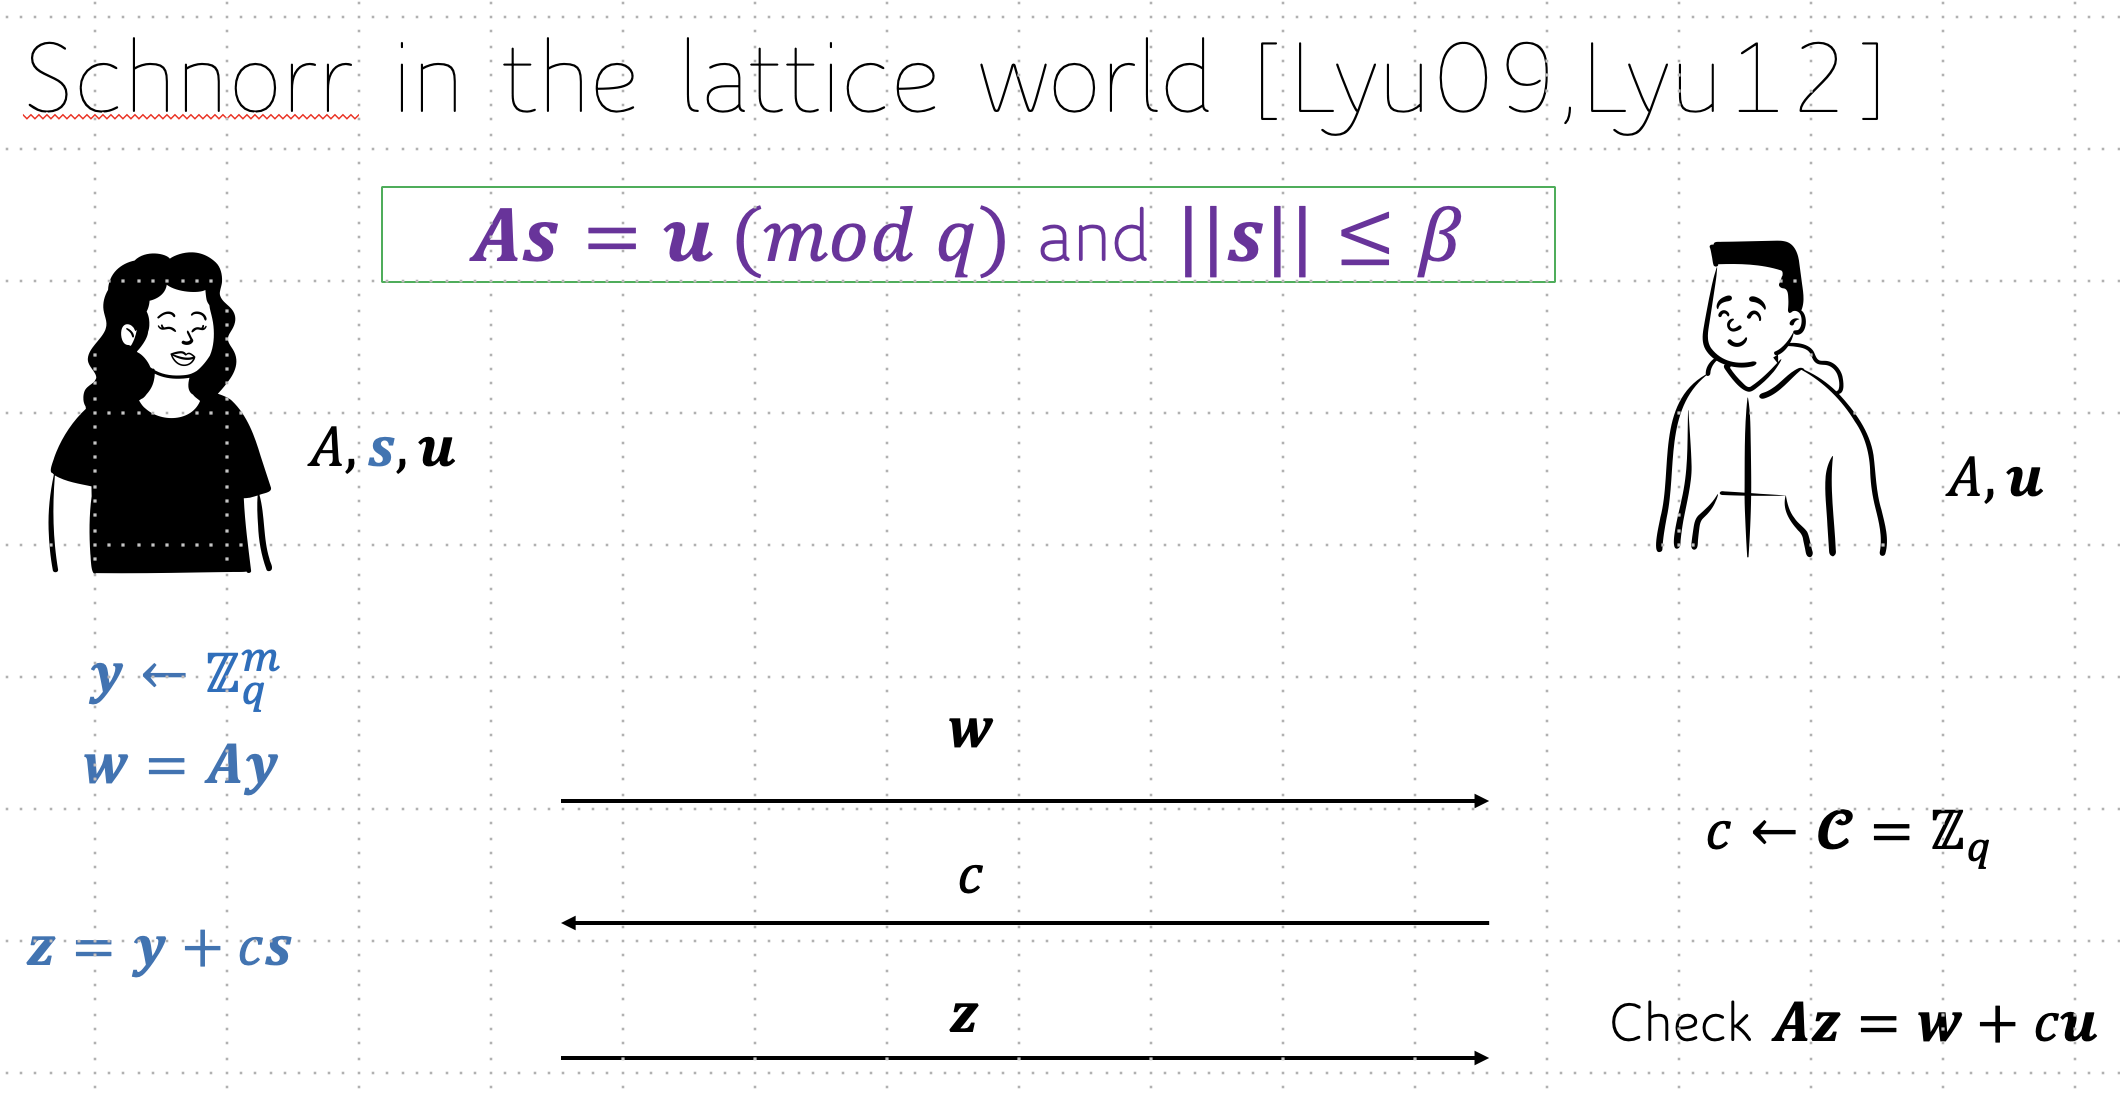 Schnorr in the lattice world [Lyu09,Lyu12]
As = u (mod q) and ||s|| ≤ β
A, s, u
A, u
y ← ℤ_q^m
w = Ay
w
c ← 𝓒 = ℤ_q
c
z = y + cs
z
Check Az = w + cu